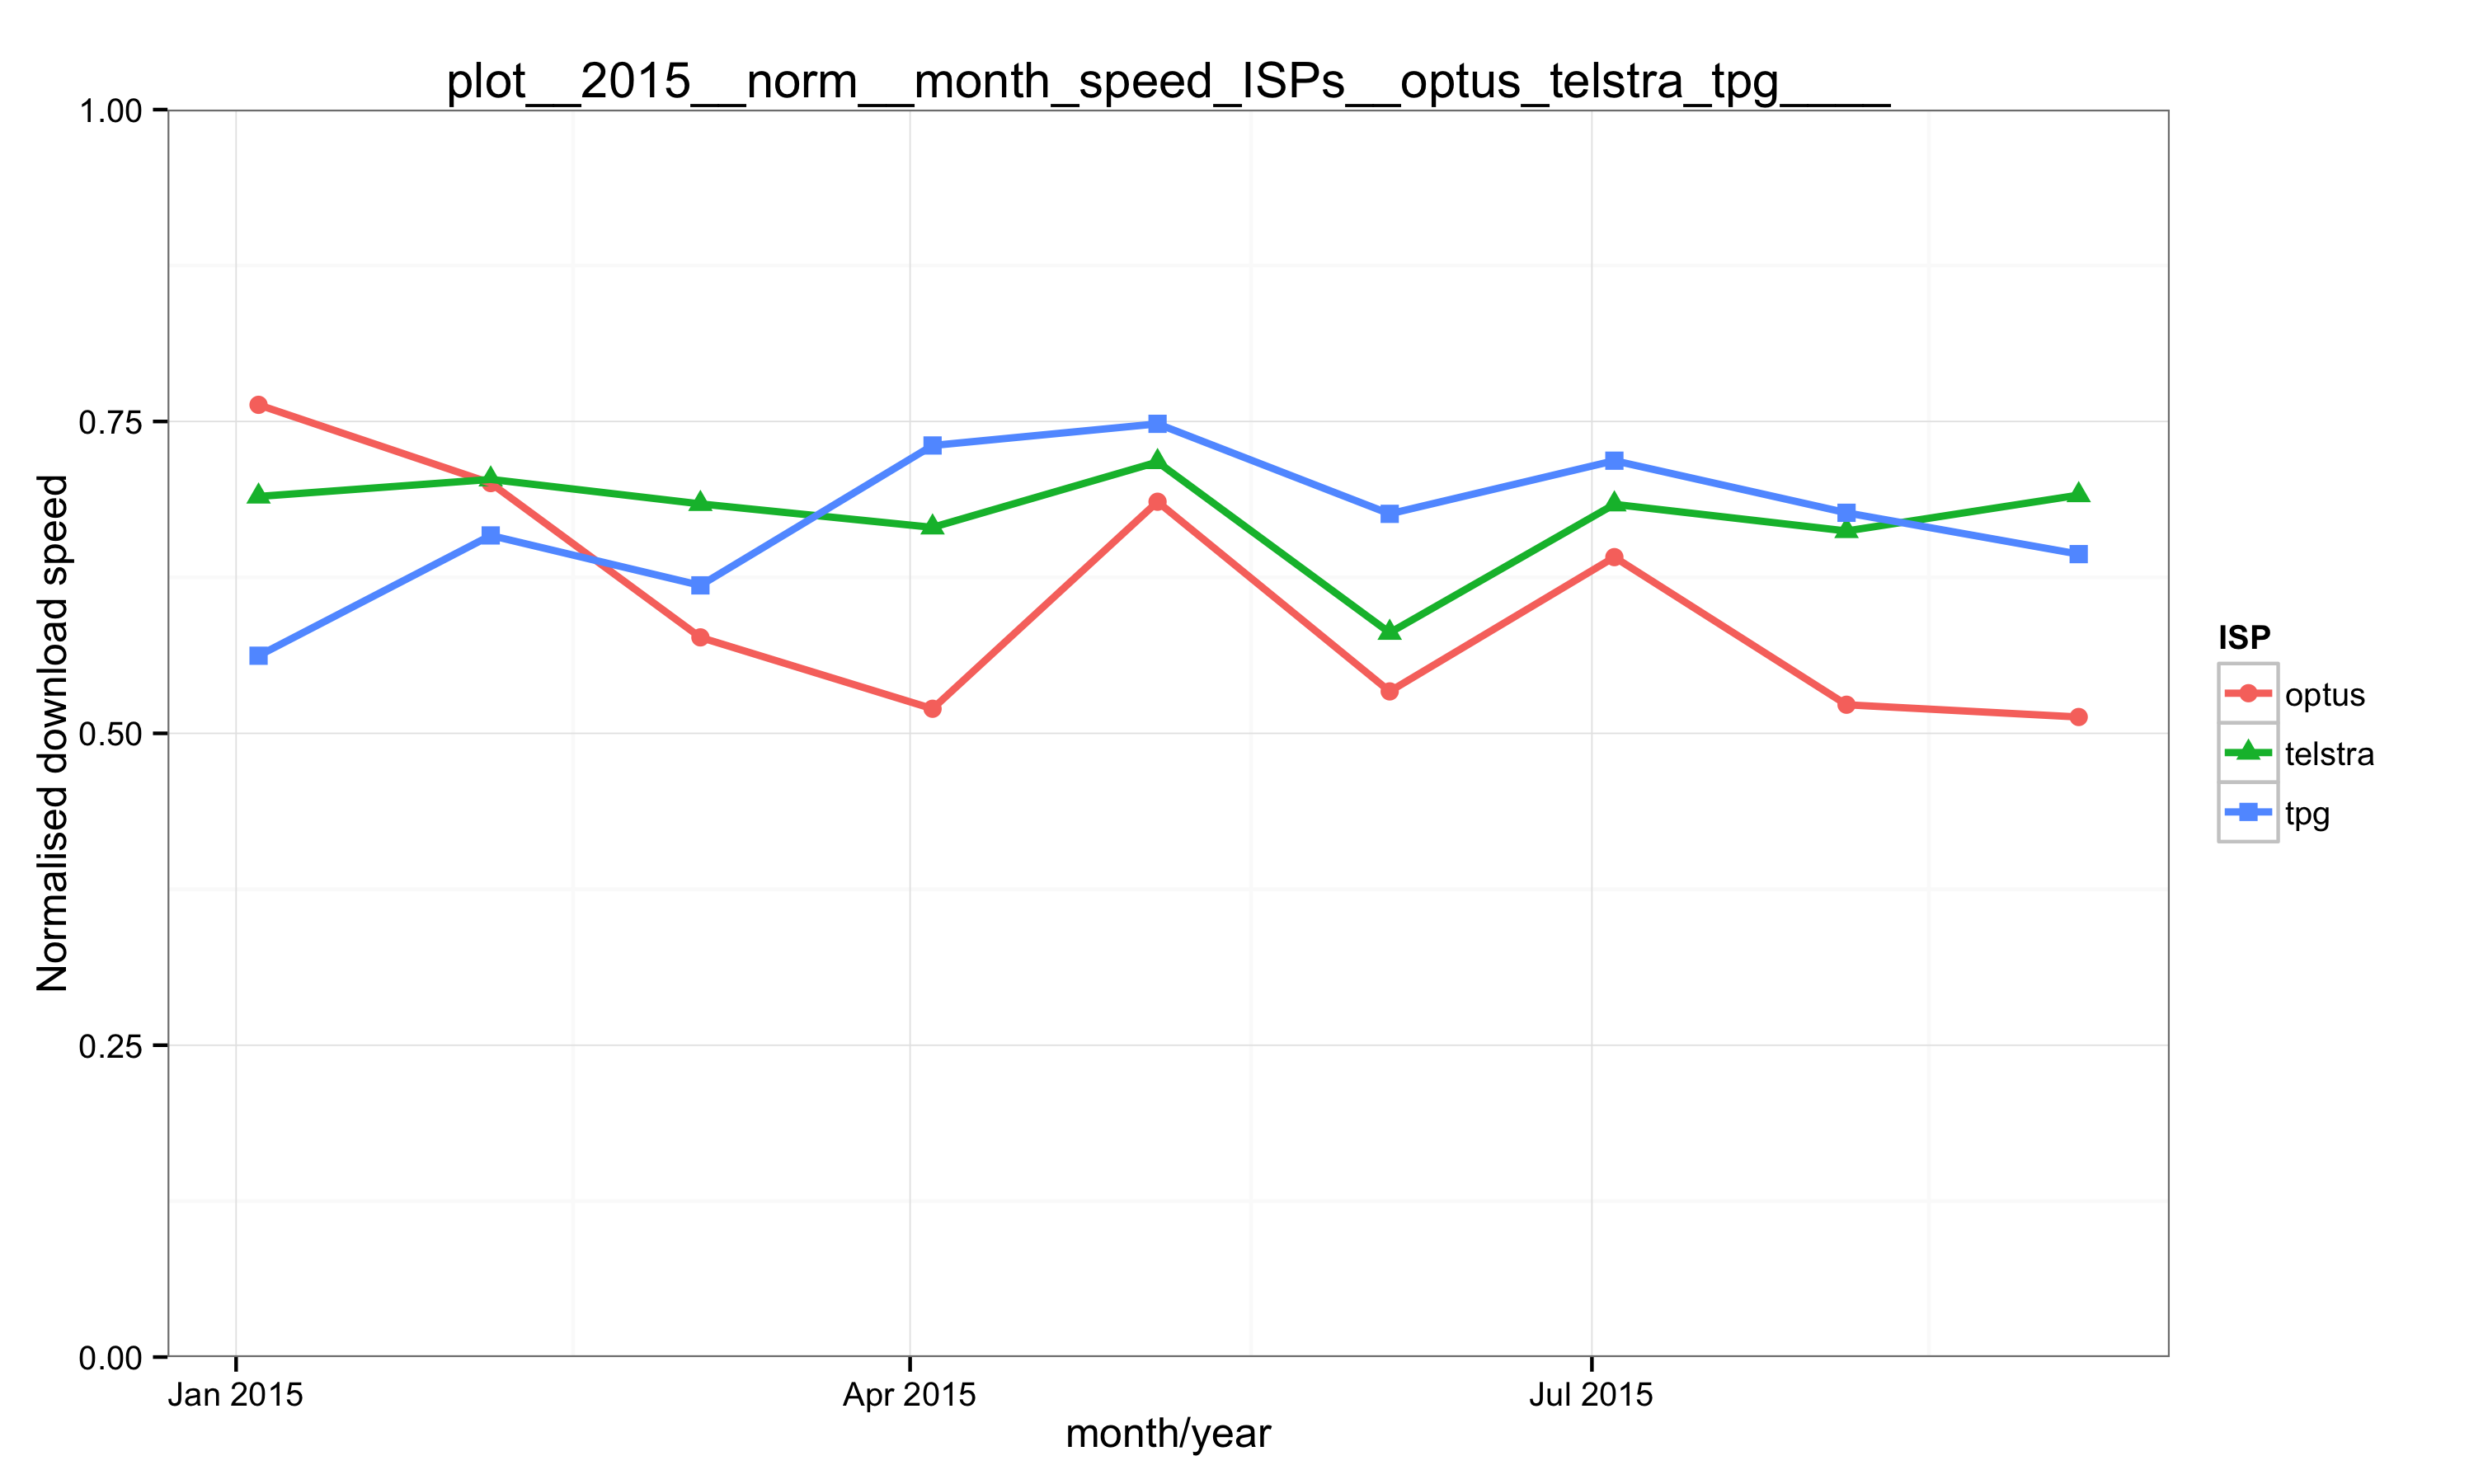 plot__2015__norm__month_speed_ISPs__optus_telstra_tpg____
1.00
0.75
0.50
0.25
0.00
Normalised download speed
Jan 2015
Apr 2015
Jul 2015
month/year
ISP
optus
telstra
tpg